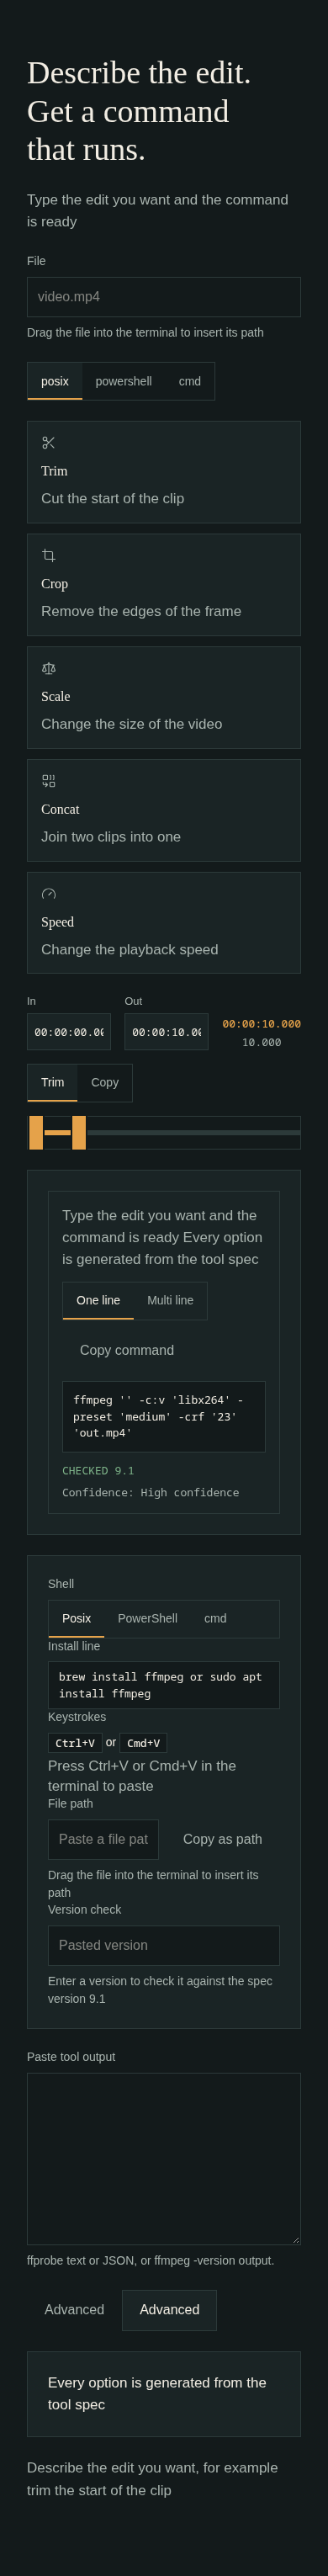 Describe the edit.
Get a command
that runs.
Type the edit you want and the command
is ready
File
video.mp4
Drag the file into the terminal to insert its path
posix powershell cmd
Trim
Cut the start of the clip
Crop
Remove the edges of the frame
Scale
Change the size of the video
Concat
Join two clips into one
Speed
Change the playback speed
In Out
00:00:00.00 00:00:10.00 00:00:10.000
10.000
Trim Copy
Type the edit you want and the
command is ready Every option
is generated from the tool spec
One line Multi line
Copy command
ffmpeg '' -c:v 'libx264' -
preset 'medium' -crf '23'
'out.mp4'
CHECKED 9.1
Confidence: High confidence
Shell
Posix PowerShell cmd
Install line
brew install ffmpeg or sudo apt
install ffmpeg
Keystrokes
Ctrl+V or Cmd+V
Press Ctrl+V or Cmd+V in the
terminal to paste
File path
Paste a file pat Copy as path
Drag the file into the terminal to insert its
path
Version check
Pasted version
Enter a version to check it against the spec
version 9.1
Paste tool output
ffprobe text or JSON, or ffmpeg -version output.
Advanced Advanced
Every option is generated from the
tool spec
Describe the edit you want, for example
trim the start of the clip